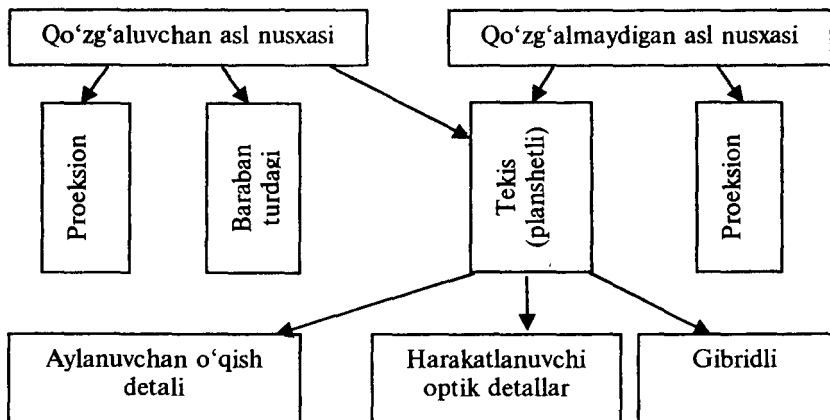 Qo‘zg‘aluvchan asl nusxasi
Qo‘zg‘almaydigan asl nusxasi
Proeksion
Baraban
turdagi
Tekis
(planshetli)
Proeksion
Aylanuvchan o‘qish
detali
Harakatlanuvchi
optik detallar
Gibridli